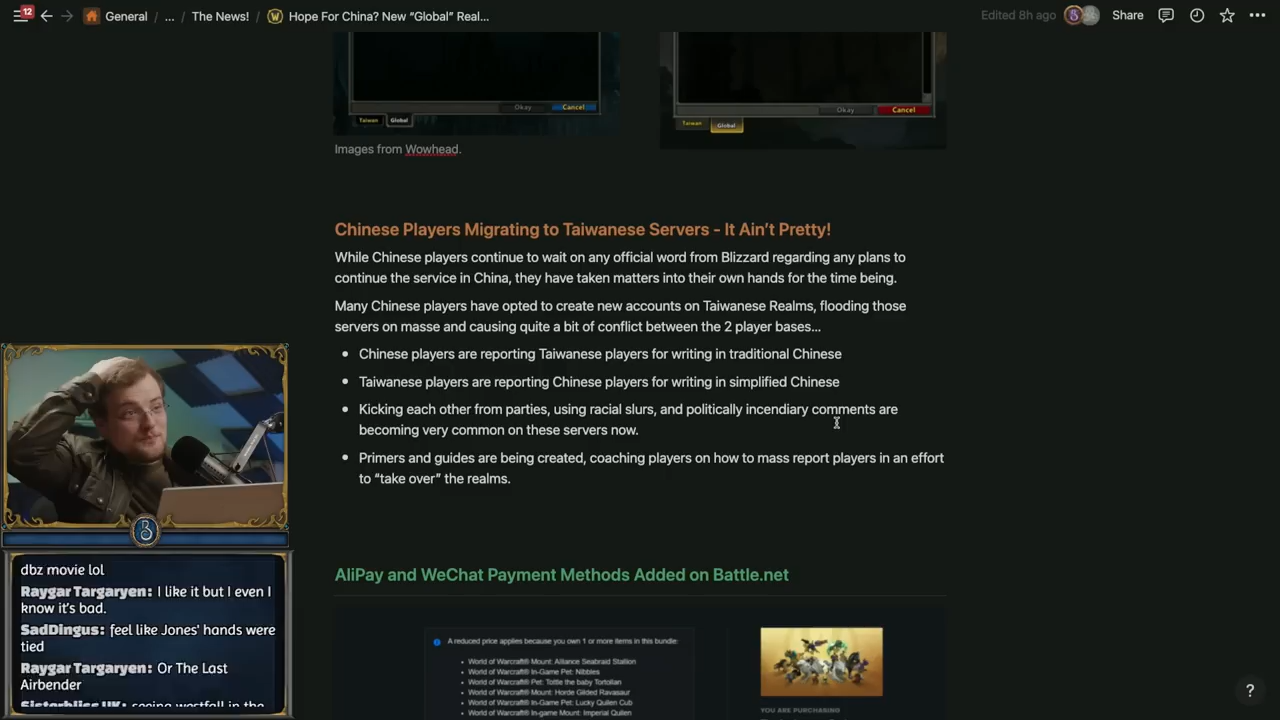 12
General / ... / The News! / Hope For China? New “Global” Real...
Edited 8h ago
Share
Okay Cancel
Taiwan Global
Okay Cancel
Taiwan Global
Images from Wowhead.
Chinese Players Migrating to Taiwanese Servers - It Ain’t Pretty!
While Chinese players continue to wait on any official word from Blizzard regarding any plans to
continue the service in China, they have taken matters into their own hands for the time being.
Many Chinese players have opted to create new accounts on Taiwanese Realms, flooding those
servers on masse and causing quite a bit of conflict between the 2 player bases...
• Chinese players are reporting Taiwanese players for writing in traditional Chinese
• Taiwanese players are reporting Chinese players for writing in simplified Chinese
• Kicking each other from parties, using racial slurs, and politically incendiary comments are
becoming very common on these servers now.
• Primers and guides are being created, coaching players on how to mass report players in an effort
to “take over” the realms.
AliPay and WeChat Payment Methods Added on Battle.net
A reduced price applies because you own 1 or more items in this bundle:
• World of Warcraft® Mount: Alliance Seabraid Stallion
• World of Warcraft® In-Game Pet: Nibbles
• World of Warcraft® Pet: Tottle the baby Tortollan
• World of Warcraft® Mount: Horde Gilded Ravasaur
• World of Warcraft® In-Game Pet: Lucky Quilen Cub
• World of Warcraft® In-game Mount: Imperial Quilen
YOU ARE PURCHASING
dbz movie lol
Raygar Targaryen: I like it but I even I
know it's bad.
SadDingus: feel like Jones' hands were
tied
Raygar Targaryen: Or The Last
Airbender
Sisterbliss UK: seeing westfall in the
?